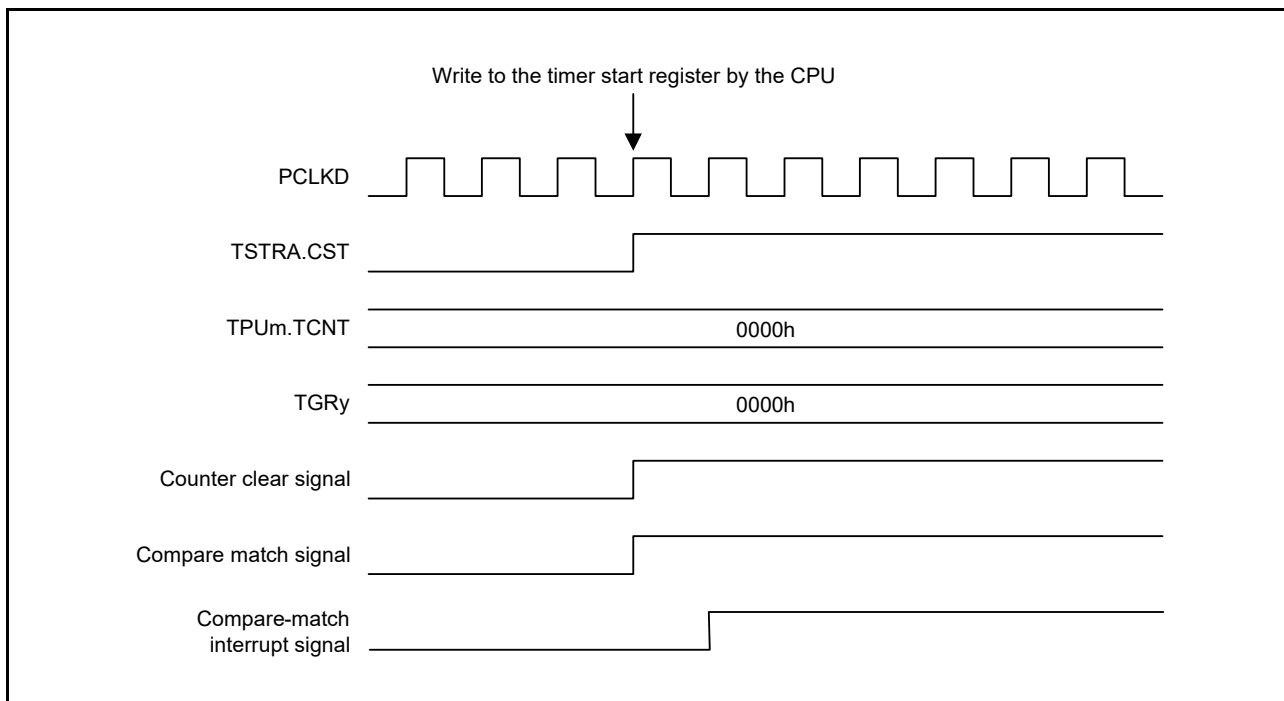 Write to the timer start register by the CPU
PCLKD
TSTRA.CST
TPUm.TCNT
0000h
TGRy
0000h
Counter clear signal
Compare match signal
Compare-match
interrupt signal